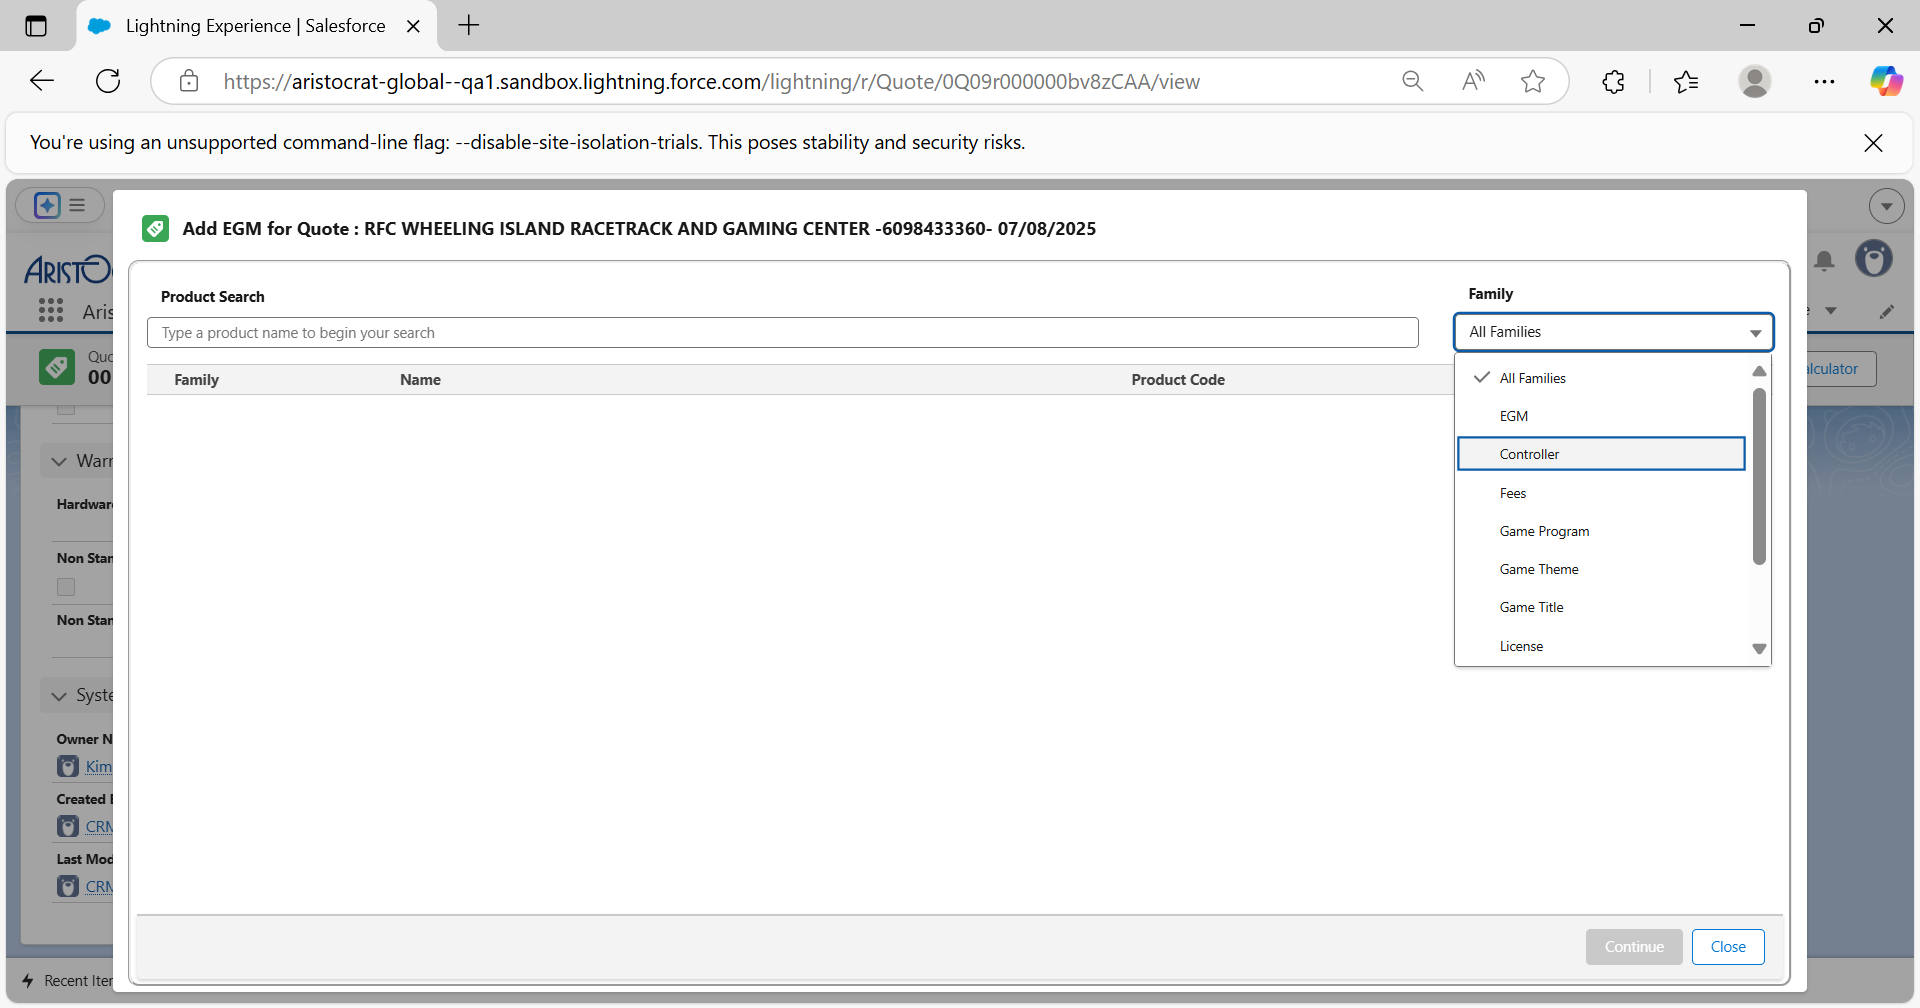 Lightning Experience | Salesforce
https://aristocrat-global--qa1.sandbox.lightning.force.com/lightning/r/Quote/0Q09r000000bv8zCAA/view
You're using an unsupported command-line flag: --disable-site-isolation-trials. This poses stability and security risks.
Add EGM for Quote : RFC WHEELING ISLAND RACETRACK AND GAMING CENTER -6098433360- 07/08/2025
Product Search
Family
Type a product name to begin your search
All Families
Family
Name
Product Code
All Families
EGM
Controller
Fees
Game Program
Game Theme
Game Title
License
Continue
Close
ARISTOC
Aris
Quo
00
alculator
Warr
Hardwar
Non Stan
Non Stan
Syste
Owner N
Kim
Created
CRM
Last Mod
CRM
Recent Iter